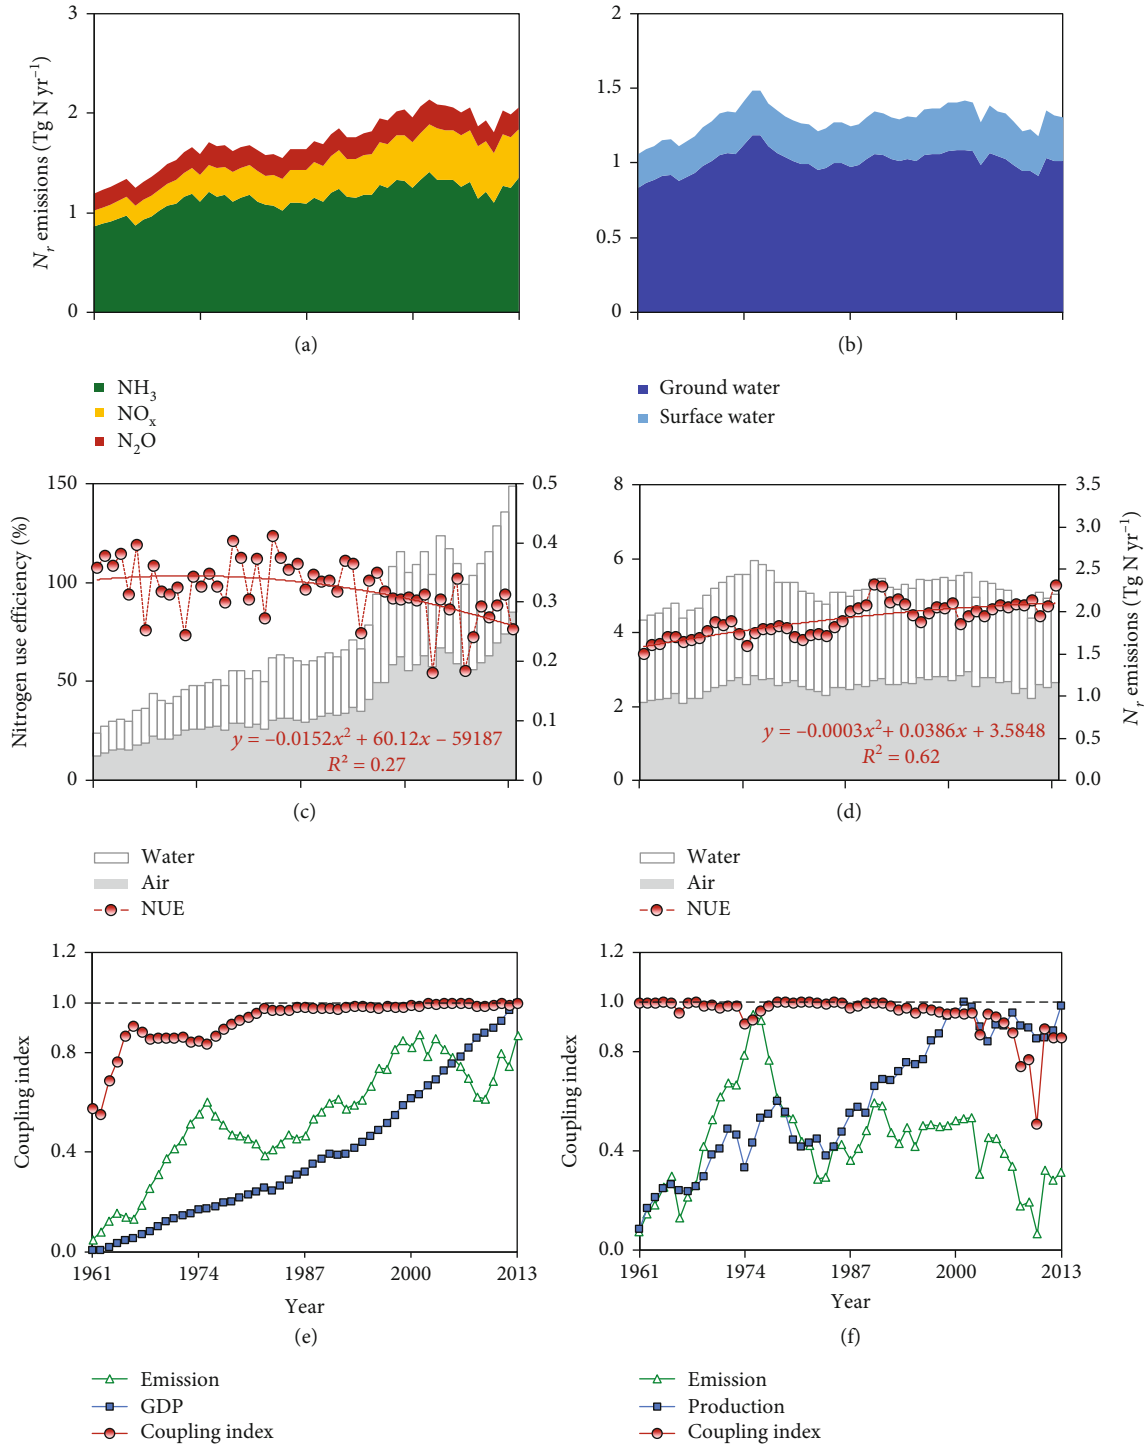 3
2
1
0
N_r emissions (Tg N yr⁻¹)
(a)
NH₃
NOₓ
N₂O
2
1.5
1
0.5
0
(b)
Ground water
Surface water
150
100
50
0
Nitrogen use efficiency (%)
0.5
0.4
0.3
0.2
0.1
0
y = −0.0152x² + 60.12x − 59187
R² = 0.27
(c)
Water
Air
NUE
8
6
4
2
0
3.5
3.0
2.5
2.0
1.5
1.0
0.5
0.0
N_r emissions (Tg N yr⁻¹)
y = −0.0003x² + 0.0386x + 3.5848
R² = 0.62
(d)
Water
Air
NUE
1.2
1.0
0.8
0.4
0.0
Coupling index
1961 1974 1987 2000 2013
Year
(e)
Emission
GDP
Coupling index
1.2
1.0
0.8
0.4
0.0
Coupling index
1961 1974 1987 2000 2013
Year
(f)
Emission
Production
Coupling index